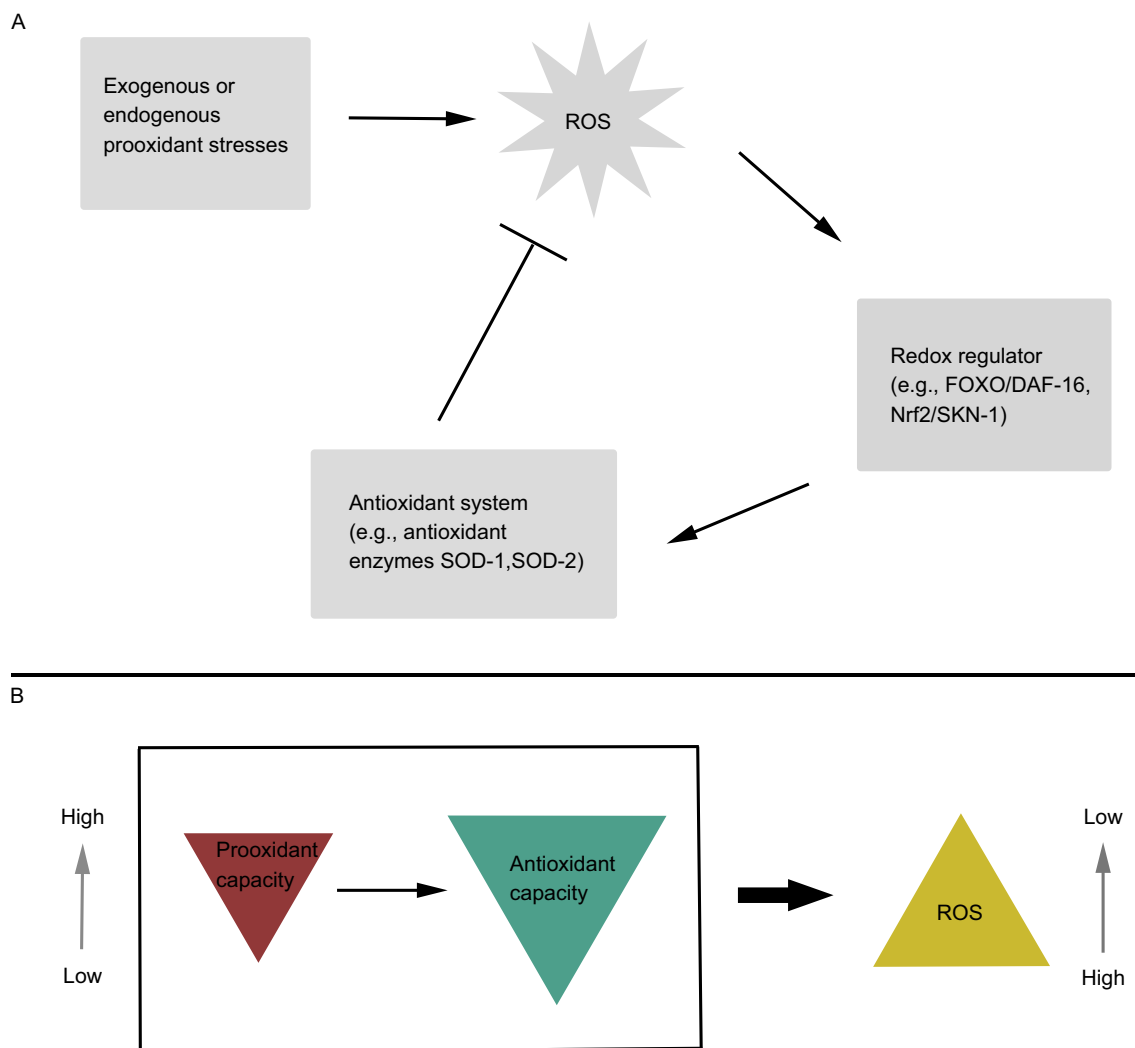 A
Exogenous or
endogenous
prooxidant stresses
ROS
Redox regulator
(e.g., FOXO/DAF-16,
Nrf2/SKN-1)
Antioxidant system
(e.g., antioxidant
enzymes SOD-1,SOD-2)
B
High
Low
Prooxidant
capacity
Antioxidant
capacity
ROS
Low
High